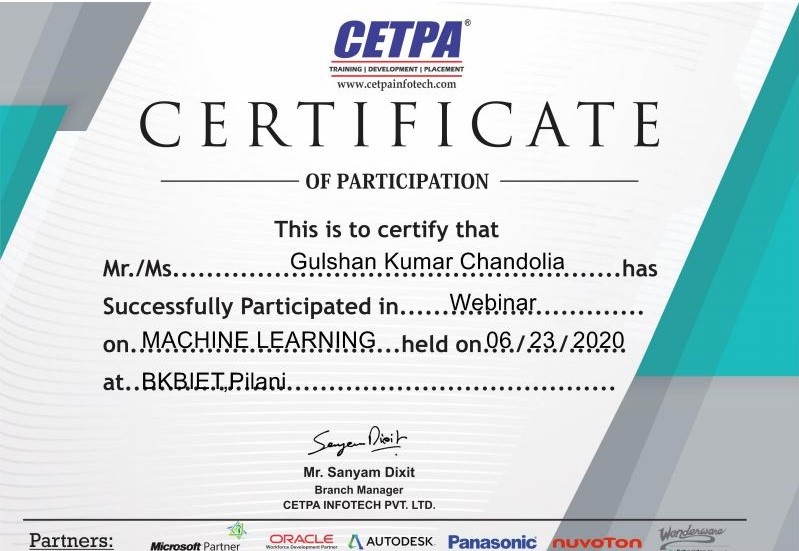 CETPA®
TRAINING | DEVELOPMENT | PLACEMENT
www.cetpainfotech.com
CERTIFICATE
OF PARTICIPATION
This is to certify that
Mr./Ms.....Gulshan Kumar Chandolia.....has
Successfully Participated in.....Webinar.....
on..MACHINE LEARNING...held on.06./.23./.2020
at..BKBIET,Pilani.....
Sanyam Dixit
Mr. Sanyam Dixit
Branch Manager
CETPA INFOTECH PVT. LTD.
Partners:
Microsoft Partner
ORACLE
Workforce Development Partner
AUTODESK
Panasonic
nuvoTon
Wonderware